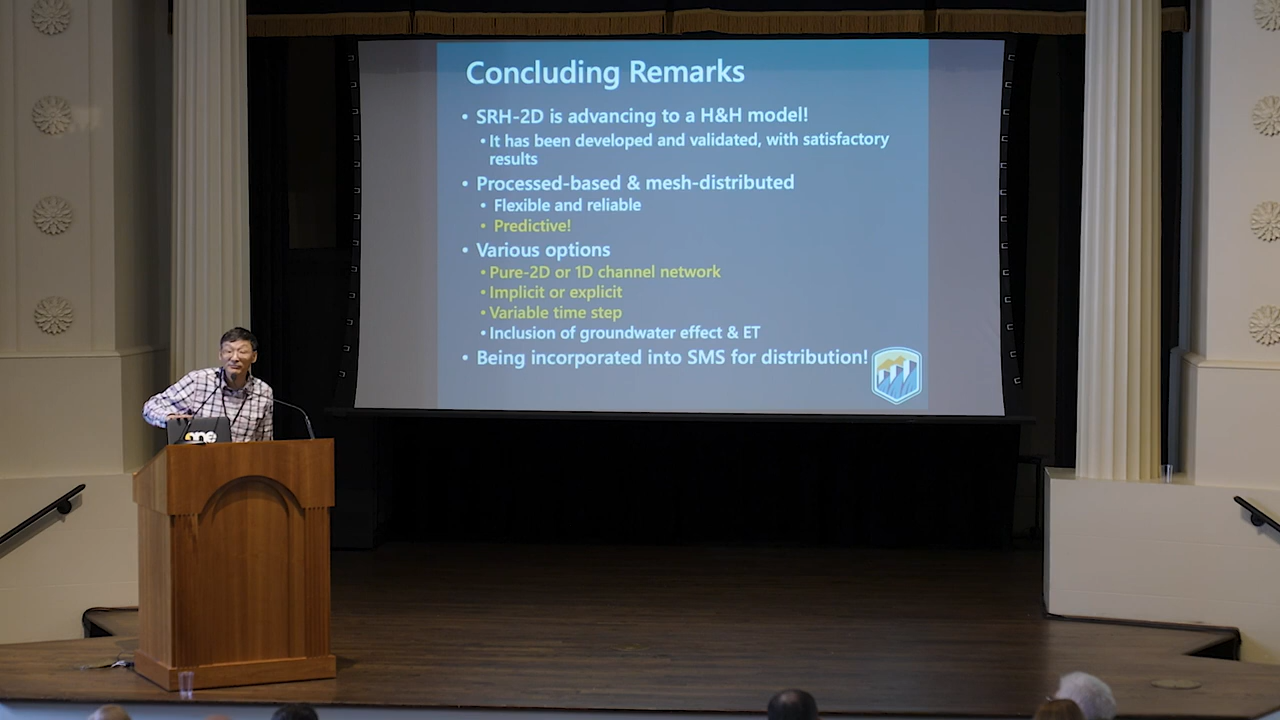 Concluding Remarks
• SRH-2D is advancing to a H&H model!
• It has been developed and validated, with satisfactory
results
• Processed-based & mesh-distributed
• Flexible and reliable
• Predictive!
• Various options
• Pure-2D or 1D channel network
• Implicit or explicit
• Variable time step
• Inclusion of groundwater effect & ET
• Being incorporated into SMS for distribution!